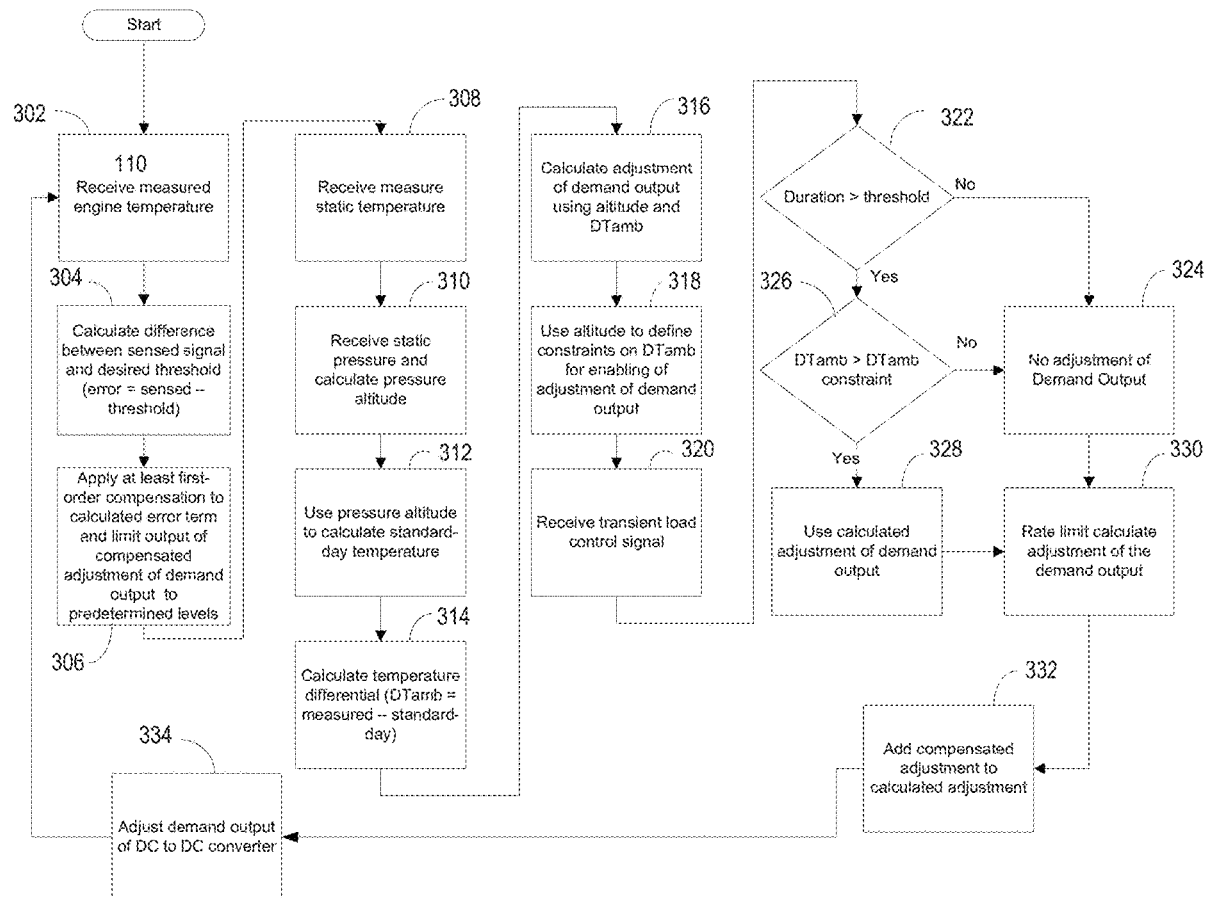 Start
302
110
Receive measured
engine temperature
304
Calculate difference
between sensed signal
and desired threshold
(error = sensed --
threshold)
Apply at least first-
order compensation to
calculated error term
and limit output of
compensated
adjustment of demand
output to
predetermined levels
306
308
Receive measure
static temperature
310
Receive static
pressure and
calculate pressure
altitude
312
Use pressure altitude
to calculate standard-
day temperature
314
Calculate temperature
differential (DTamb =
measured -- standard-
day)
316
Calculate adjustment
of demand output
using altitude and
DTamb
318
Use altitude to define
constraints on DTamb
for enabling of
adjustment of demand
output
320
Receive transient load
control signal
322
Duration > threshold
No
Yes
326
DTamb > DTamb
constraint
No
Yes
324
No adjustment of
Demand Output
328
Use calculated
adjustment of demand
output
330
Rate limit calculate
adjustment of the
demand output
332
Add compensated
adjustment to
calculated adjustment
334
Adjust demand output
of DC to DC converter